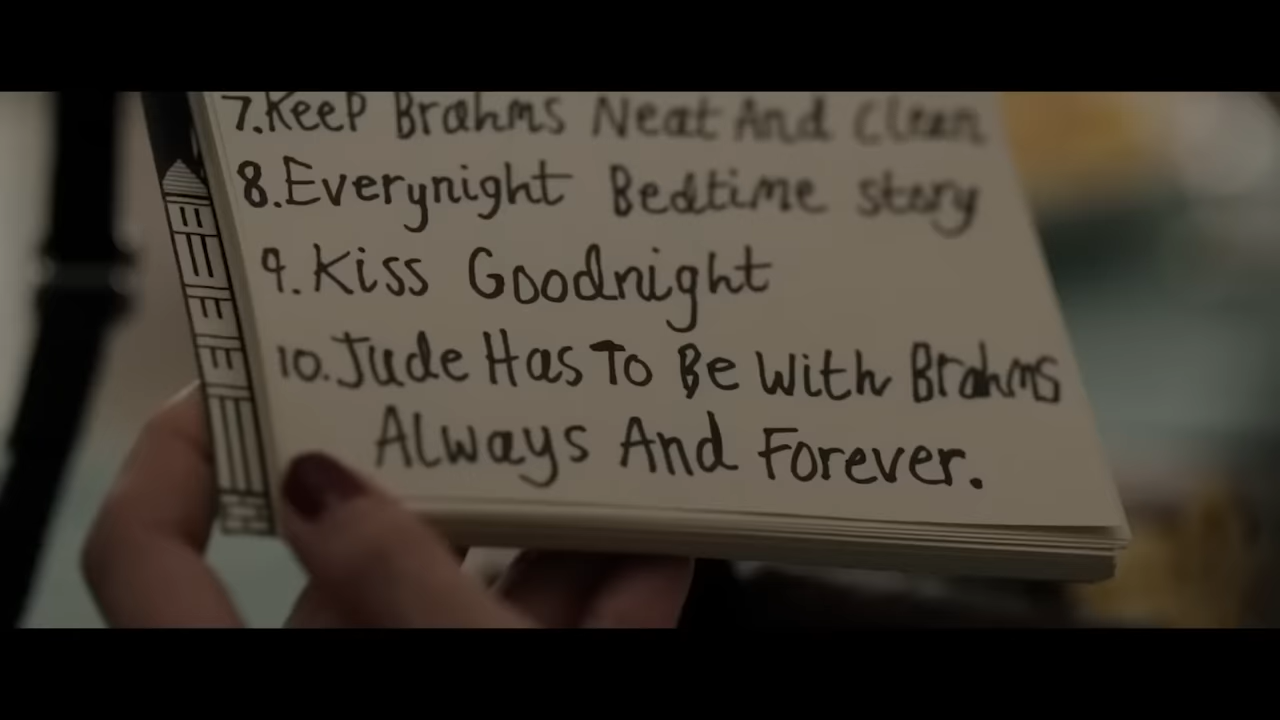 7.Keep Brahms Neat And Clean
8.Everynight Bedtime story
9.Kiss Goodnight
10.Jude Has To Be With Brahms
Always And Forever.